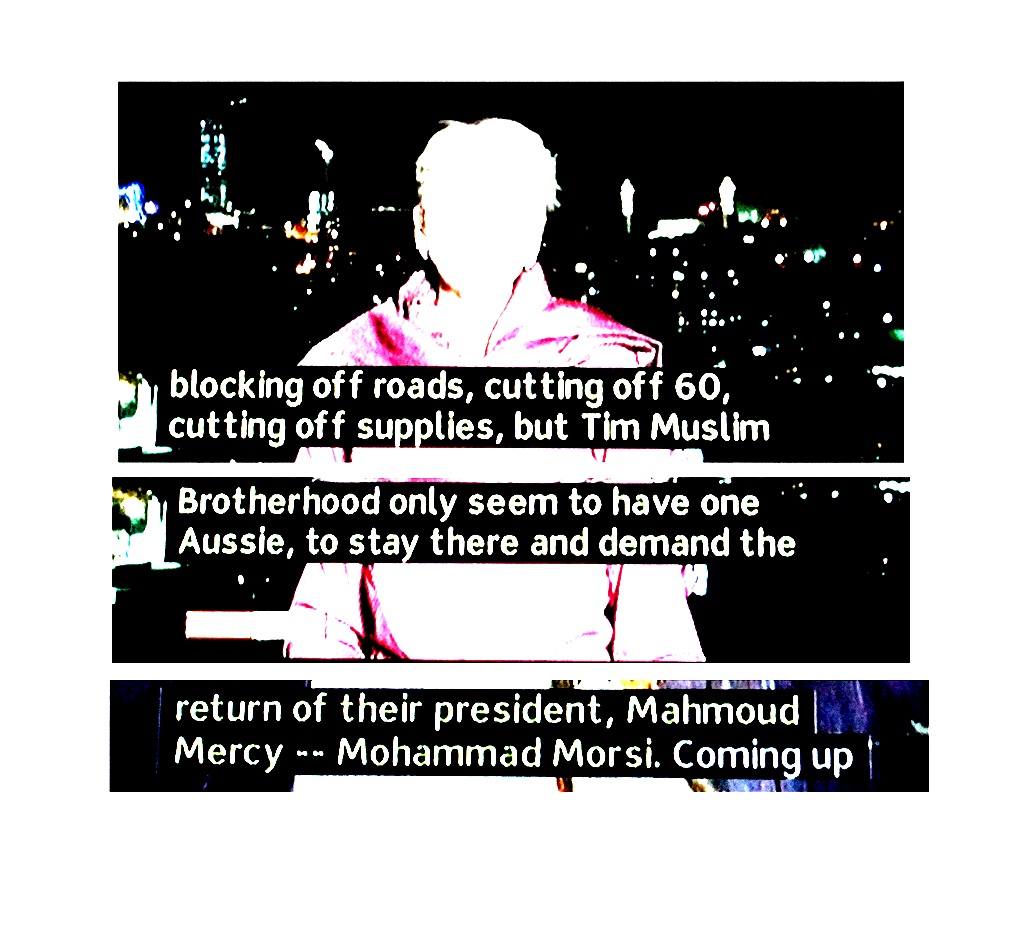 blocking off roads, cutting off 60,
cutting off supplies, but Tim Muslim
Brotherhood only seem to have one
Aussie, to stay there and demand the
return of their president, Mahmoud
Mercy -- Mohammad Morsi. Coming up